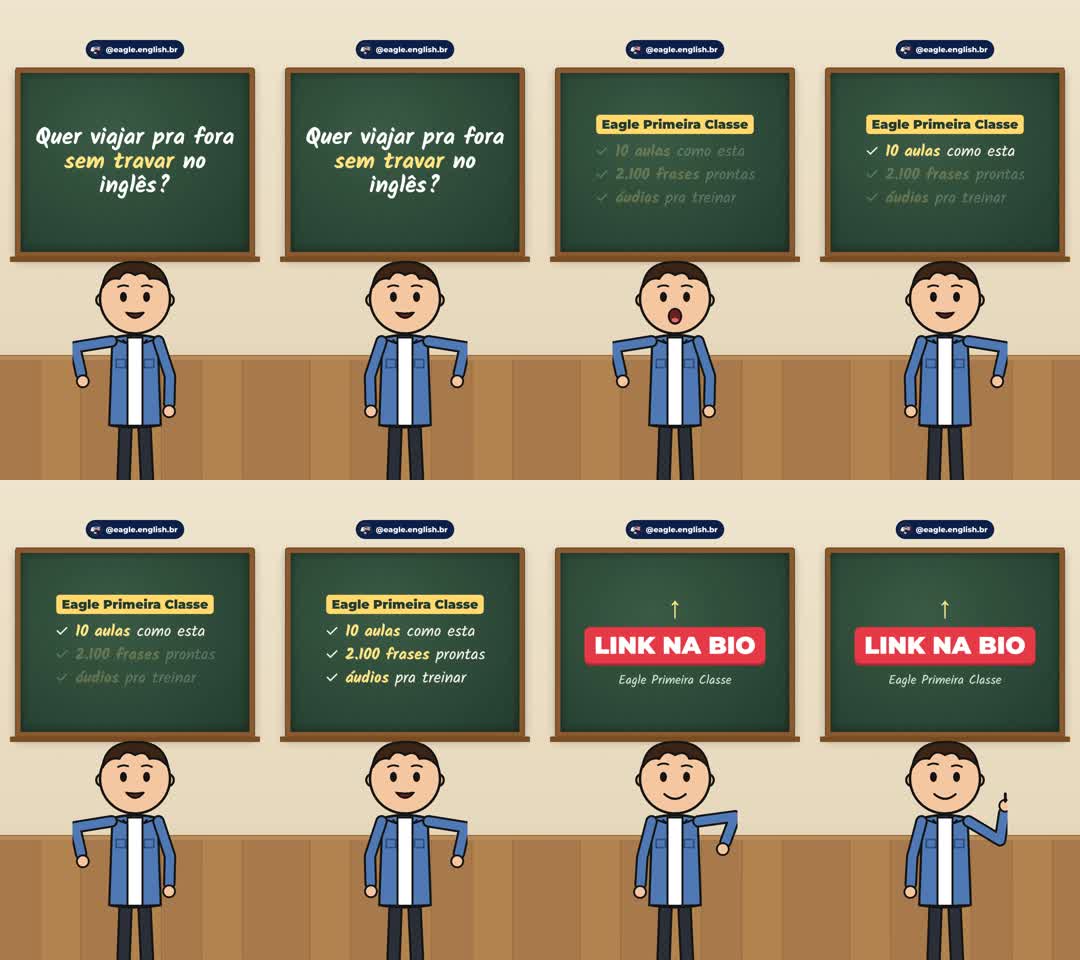 @eagle.english.br
@eagle.english.br
@eagle.english.br
@eagle.english.br
Quer viajar pra fora
sem travar no
inglês?
Quer viajar pra fora
sem travar no
inglês?
Eagle Primeira Classe
✓ 10 aulas como esta
✓ 2.100 frases prontas
✓ áudios pra treinar
Eagle Primeira Classe
✓ 10 aulas como esta
✓ 2.100 frases prontas
✓ áudios pra treinar
@eagle.english.br
@eagle.english.br
@eagle.english.br
@eagle.english.br
Eagle Primeira Classe
✓ 10 aulas como esta
✓ 2.100 frases prontas
✓ áudios pra treinar
Eagle Primeira Classe
✓ 10 aulas como esta
✓ 2.100 frases prontas
✓ áudios pra treinar
↑
LINK NA BIO
Eagle Primeira Classe
↑
LINK NA BIO
Eagle Primeira Classe